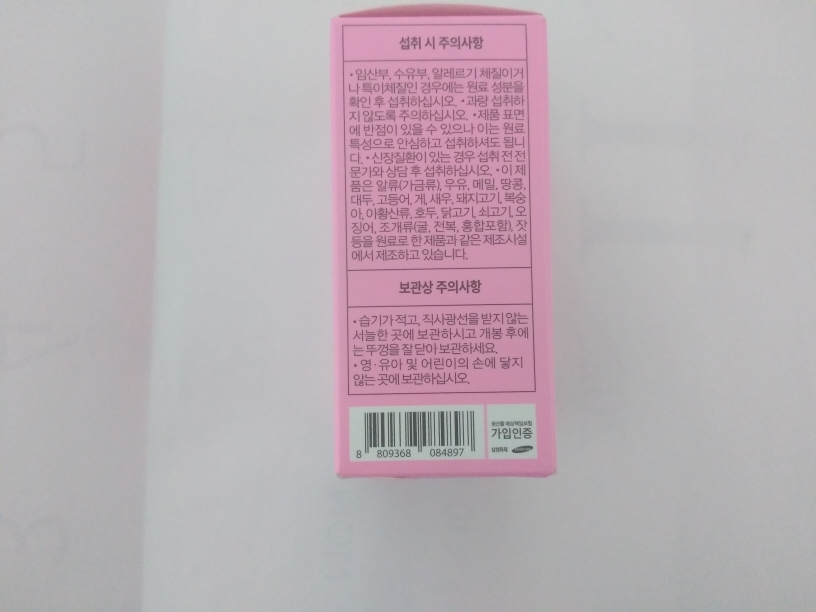 섭취 시 주의사항
• 임산부, 수유부, 알레르기 체질이거
나 특이체질인 경우에는 원료 성분을
확인 후 섭취하십시오. • 과량 섭취하
지 않도록 주의하십시오. • 제품 표면
에 반점이 있을 수 있으나 이는 원료
특성으로 안심하고 섭취하셔도 됩니
다. • 신장질환이 있는 경우 섭취 전 전
문가와 상담 후 섭취하십시오. • 이 제
품은 알류(가금류), 우유, 메밀, 땅콩,
대두, 고등어, 게, 새우, 돼지고기, 복숭
아, 아황산류, 호두, 닭고기, 쇠고기, 오
징어, 조개류(굴, 전복, 홍합포함), 잣
등을 원료로 한 제품과 같은 제조시설
에서 제조하고 있습니다.
보관상 주의사항
• 습기가 적고, 직사광선을 받지 않는
서늘한 곳에 보관하시고 개봉 후에
는 뚜껑을 잘 닫아 보관하세요.
• 영·유아 및 어린이의 손에 닿지
않는 곳에 보관하십시오.
8 809368 084897
생산물 배상책임보험
가입인증
삼성화재 SAMSUNG